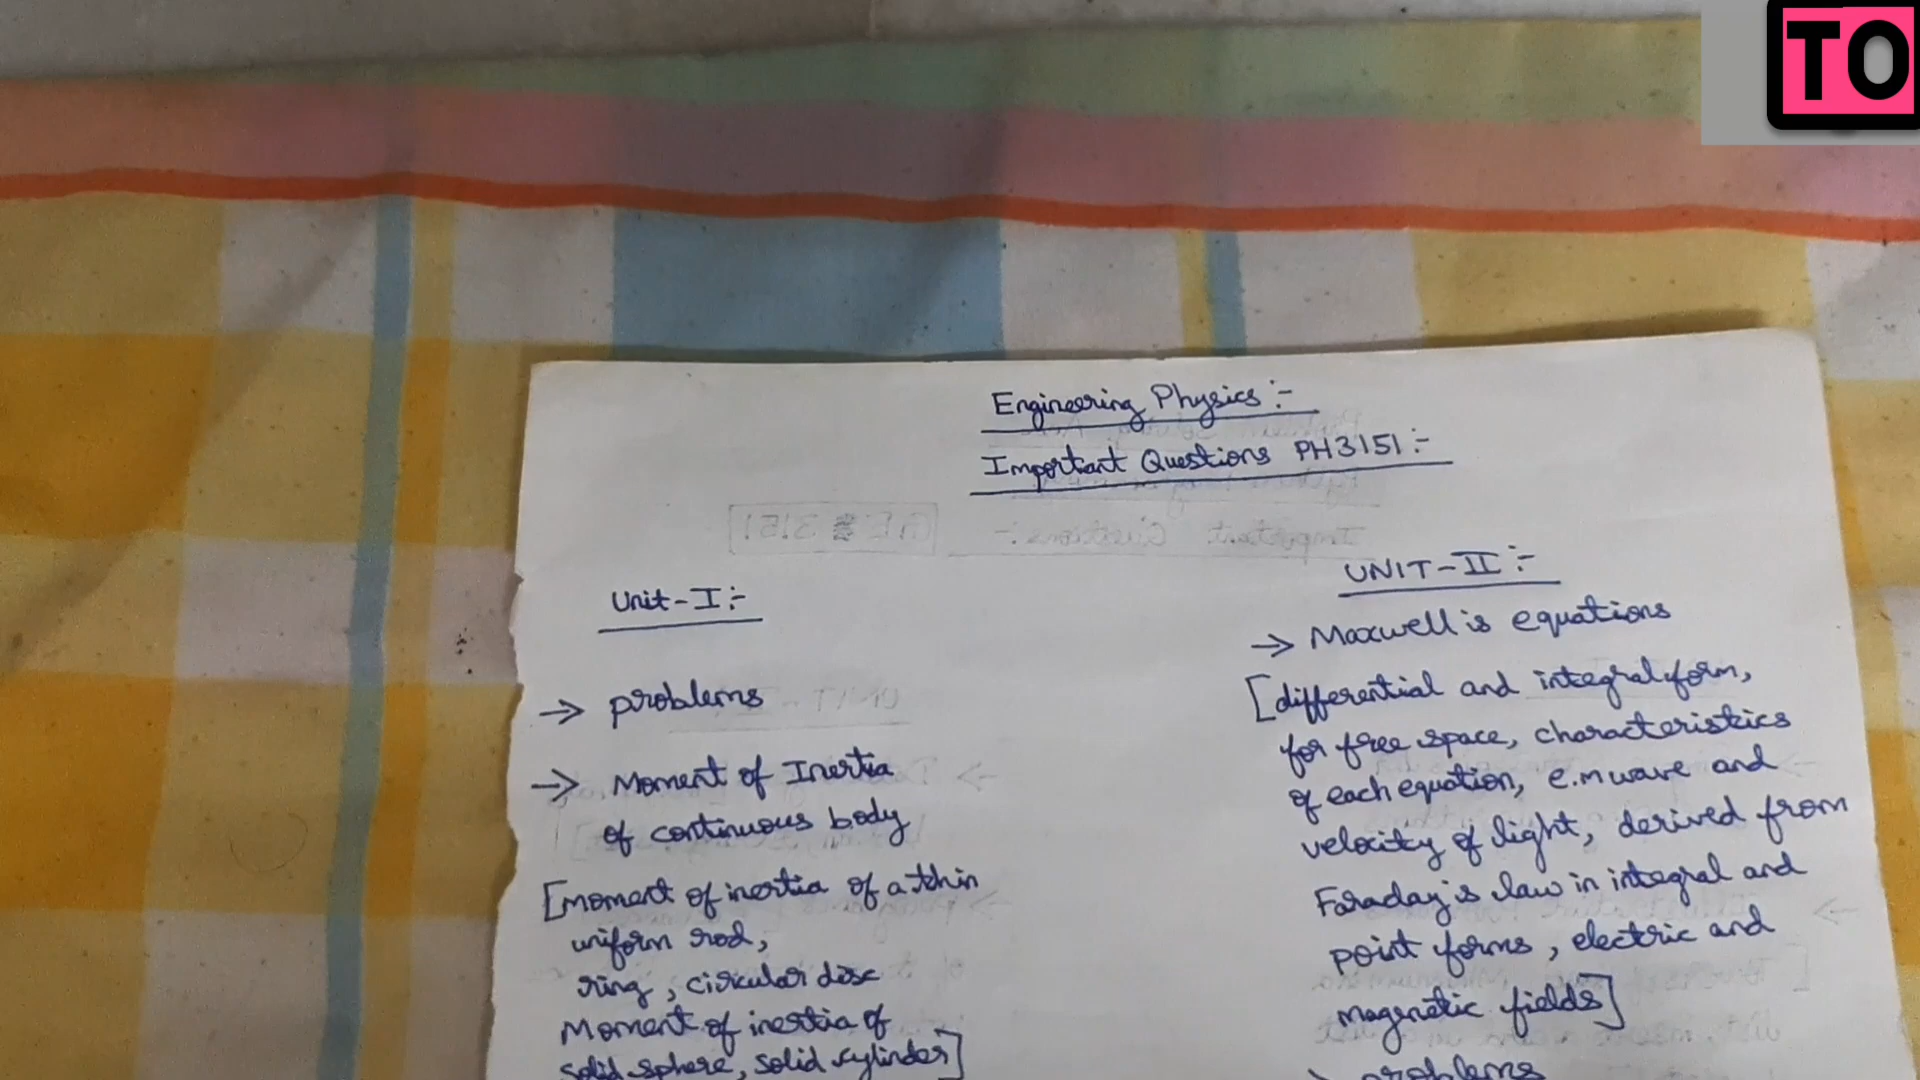 TO
Engineering Physics :-
Important Questions PH3151 :-
Unit-I :-
→ problems
→ Moment of Inertia
of continuous body
[moment of inertia of a thin
uniform rod,
ring, circular disc
Moment of inertia of
solid sphere, solid cylinder]
UNIT-II :-
→ Maxwell's equations
[differential and integral form,
for free space, characteristics
of each equation, e.m wave and
velocity of light, derived from
Faraday's law in integral and
point forms, electric and
magnetic fields]
problems